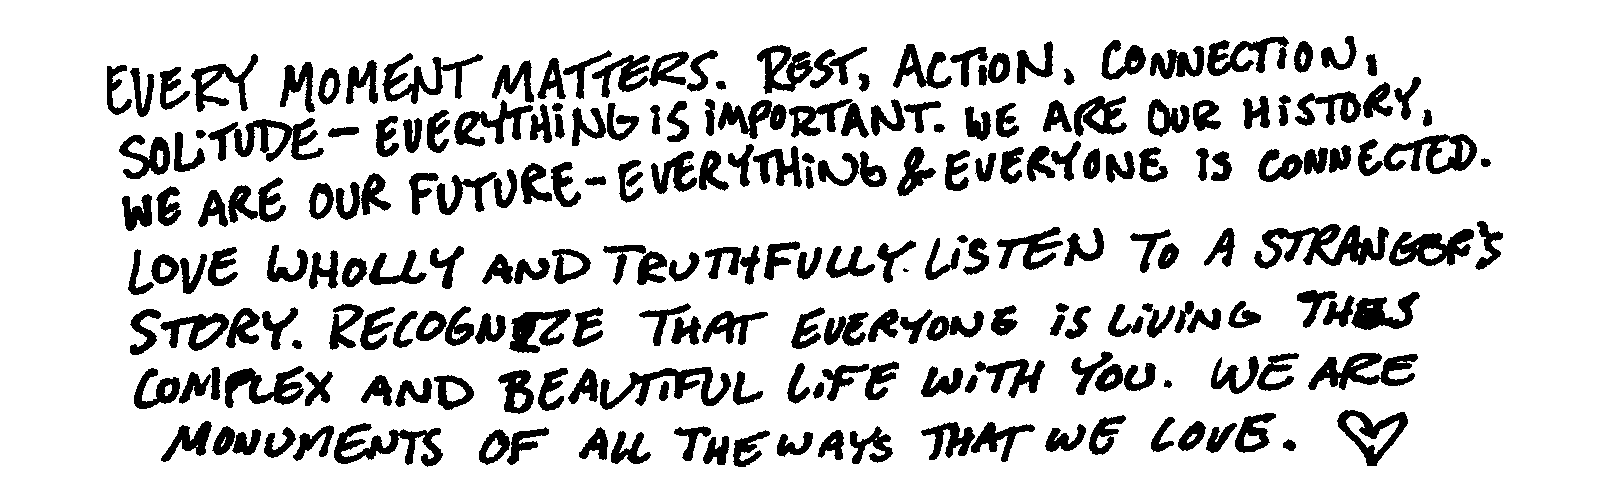 EVERY MOMENT MATTERS. REST, ACTION, CONNECTION,
SOLITUDE - EVERYTHING IS IMPORTANT. WE ARE OUR HISTORY,
WE ARE OUR FUTURE - EVERYTHING & EVERYONE IS CONNECTED.
LOVE WHOLLY AND TRUTHFULLY. LISTEN TO A STRANGER'S
STORY. RECOGNIZE THAT EVERYONE IS LIVING THIS
COMPLEX AND BEAUTIFUL LIFE WITH YOU. WE ARE
MONUMENTS OF ALL THE WAYS THAT WE LOVE. ♡